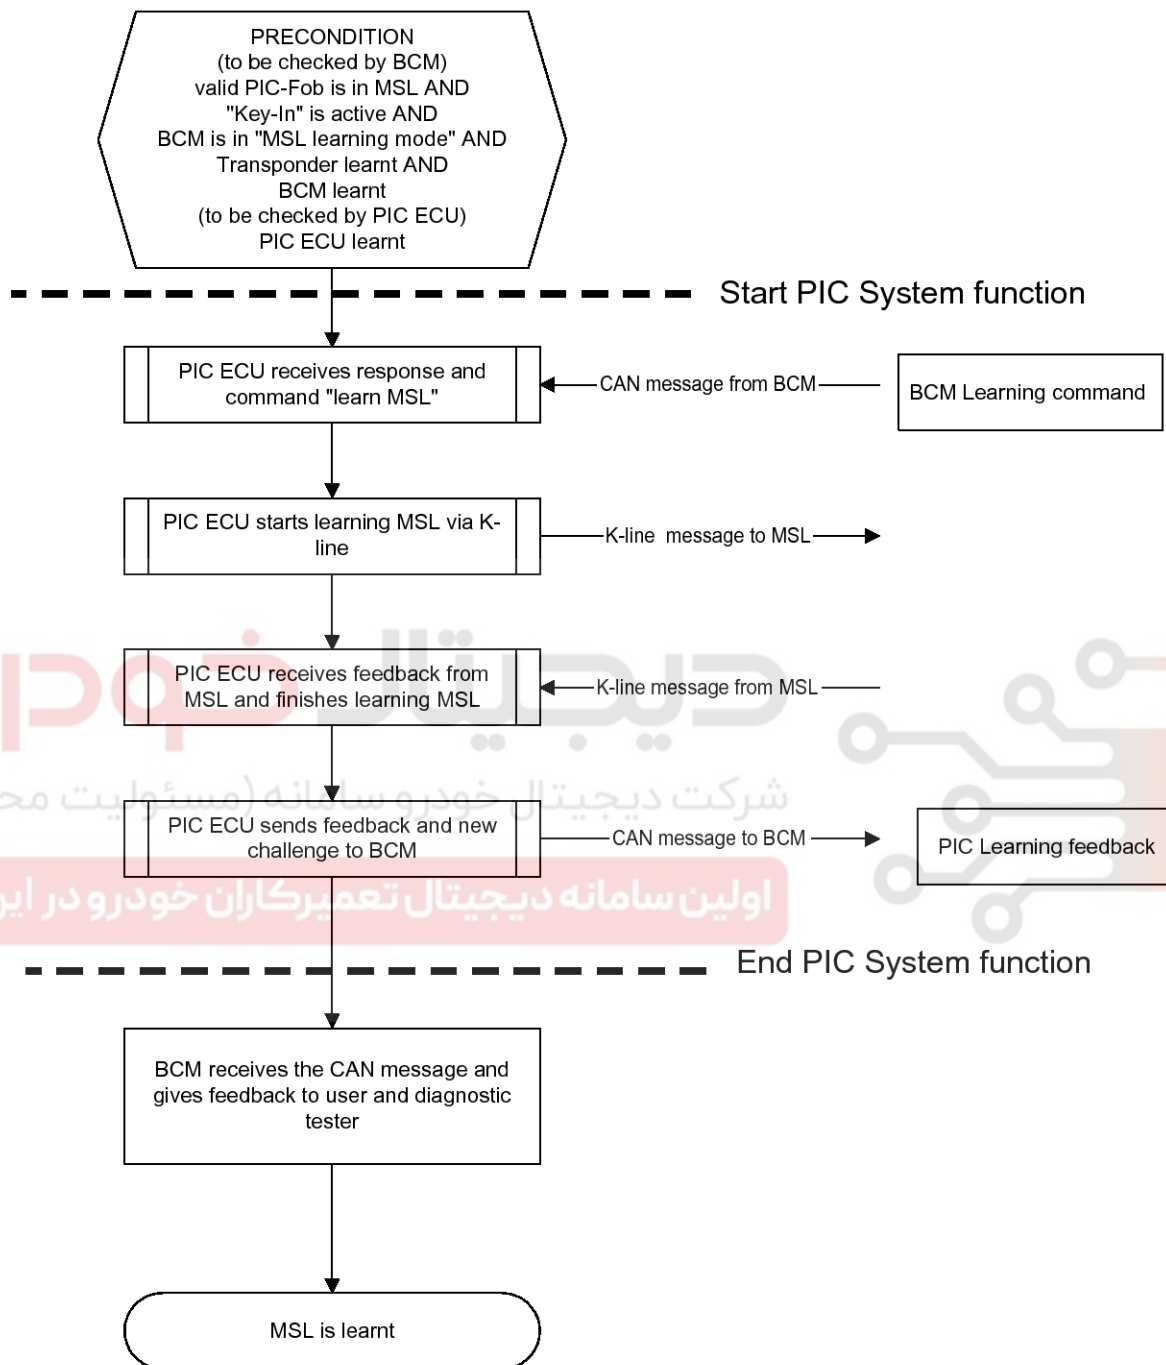 PRECONDITION
(to be checked by BCM)
valid PIC-Fob is in MSL AND
"Key-In" is active AND
BCM is in "MSL learning mode" AND
Transponder learnt AND
BCM learnt
(to be checked by PIC ECU)
PIC ECU learnt
Start PIC System function
PIC ECU receives response and
command "learn MSL"
CAN message from BCM
BCM Learning command
PIC ECU starts learning MSL via K-
line
K-line message to MSL
PIC ECU receives feedback from
MSL and finishes learning MSL
K-line message from MSL
دیجیتال خودر
شرکت دیجیتال خودرو سامانه (مسئولیت مح
PIC ECU sends feedback and new
challenge to BCM
CAN message to BCM
PIC Learning feedback
اولین سامانه دیجیتال تعمیرکاران خودرو در ایر
End PIC System function
BCM receives the CAN message and
gives feedback to user and diagnostic
tester
MSL is learnt